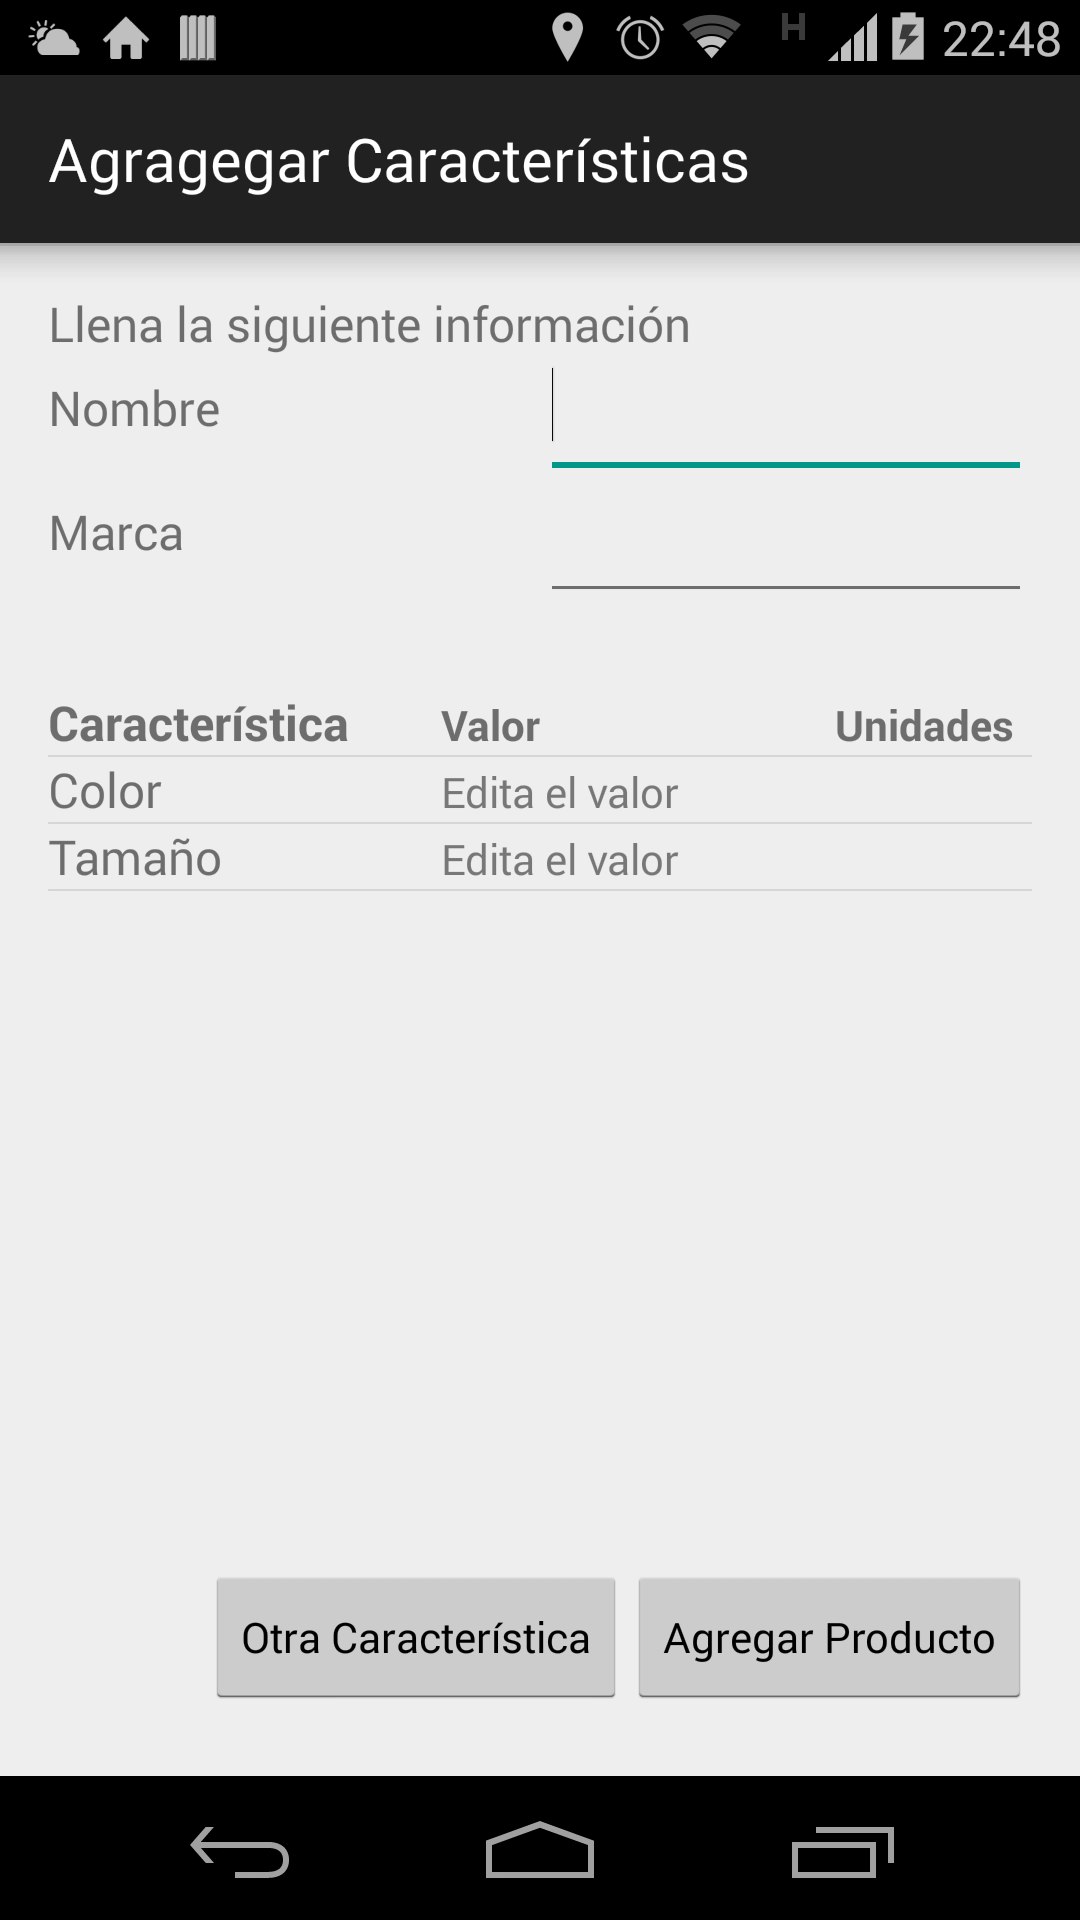 H 22:48
Agragegar Características
Llena la siguiente información
Nombre
Marca
Característica Valor Unidades
Color Edita el valor
Tamaño Edita el valor
Otra Característica Agregar Producto